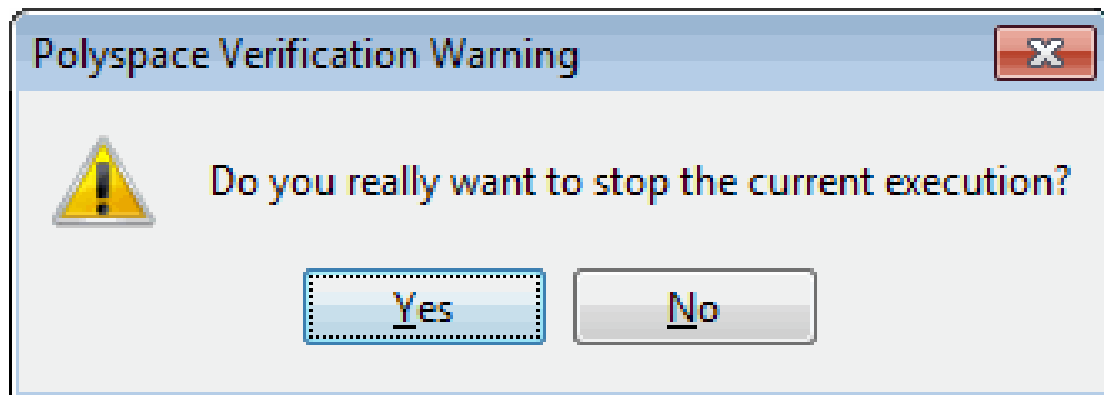 Polyspace Verification Warning
Do you really want to stop the current execution?
Yes
No